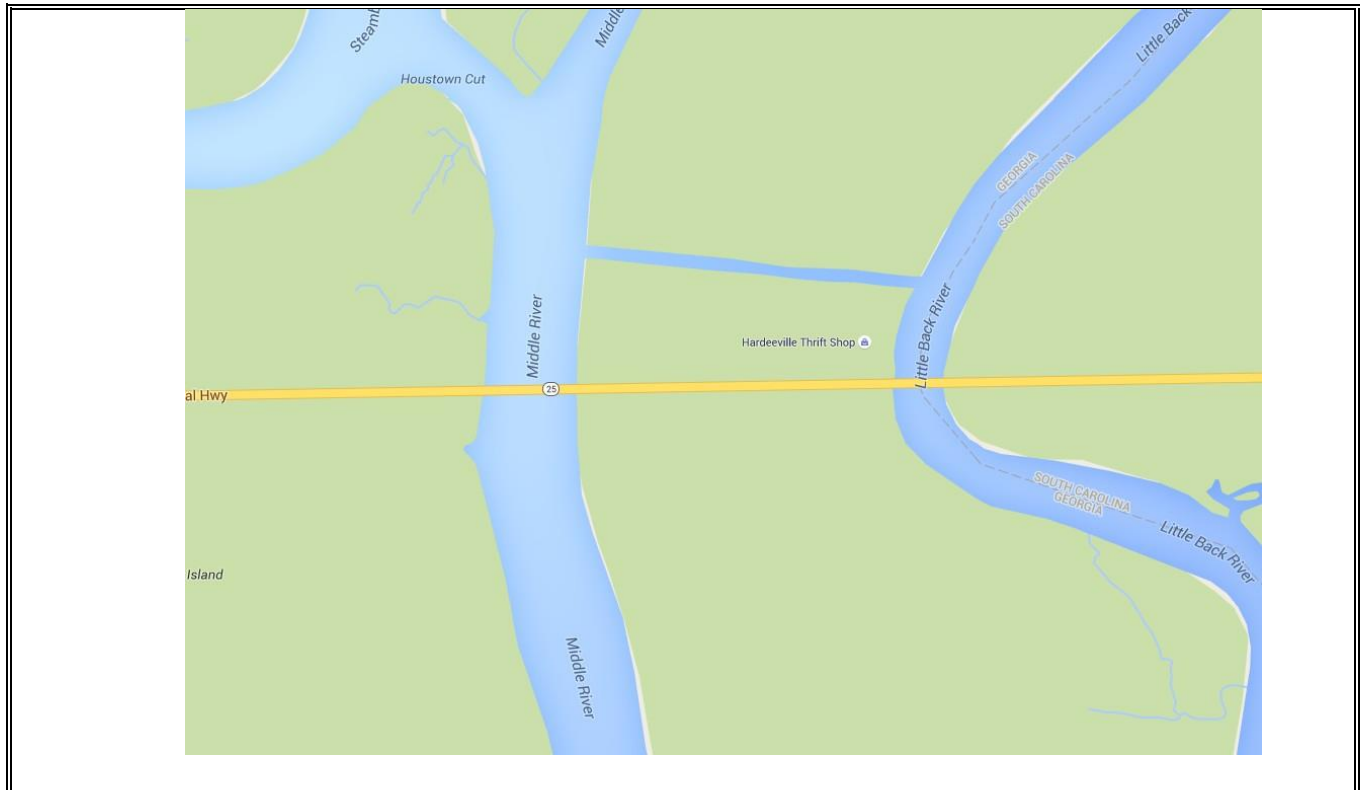 Steamb
Middle
Little Back
Houstown Cut
GEORGIA
SOUTH CAROLINA
Middle River
Little Back River
Hardeeville Thrift Shop
25
al Hwy
SOUTH CAROLINA
GEORGIA
Little Back River
Island
Middle River